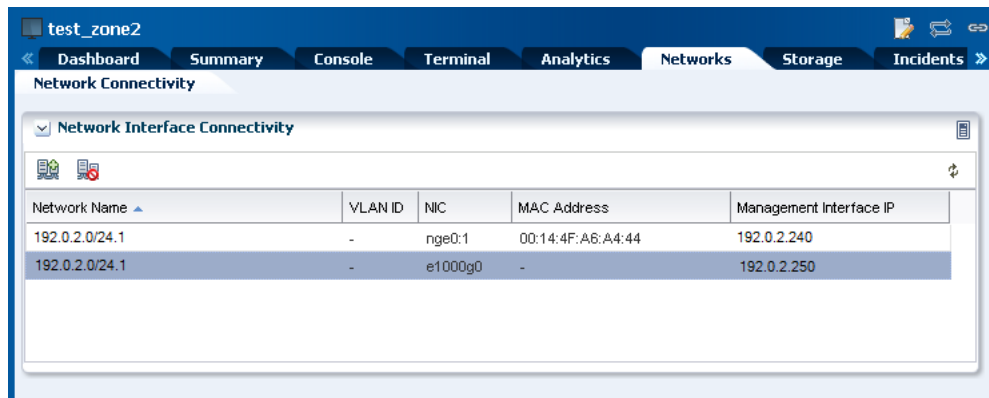 test_zone2
« Dashboard Summary Console Terminal Analytics Networks Storage Incidents »
Network Connectivity
Network Interface Connectivity
Network Name VLAN ID NIC MAC Address Management Interface IP
192.0.2.0/24.1 - nge0:1 00:14:4F:A6:A4:44 192.0.2.240
192.0.2.0/24.1 - e1000g0 - 192.0.2.250